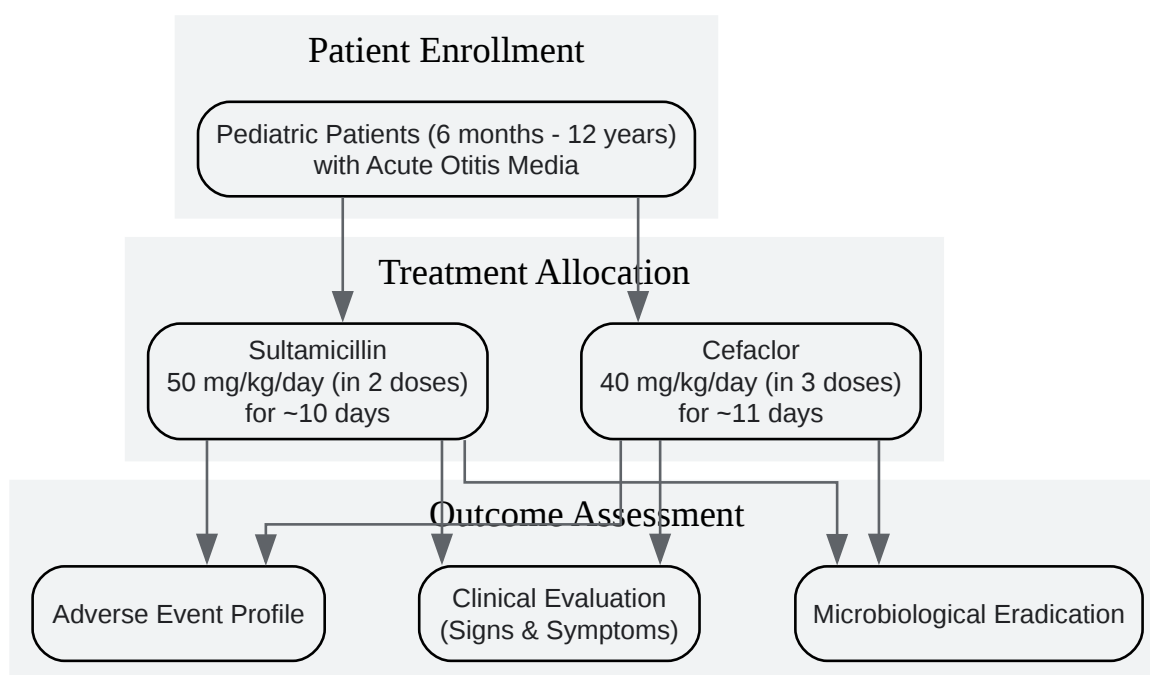 Patient Enrollment
Pediatric Patients (6 months - 12 years)
with Acute Otitis Media
Treatment Allocation
Sultamicillin
50 mg/kg/day (in 2 doses)
for ~10 days
Cefaclor
40 mg/kg/day (in 3 doses)
for ~11 days
Outcome Assessment
Adverse Event Profile
Clinical Evaluation
(Signs & Symptoms)
Microbiological Eradication